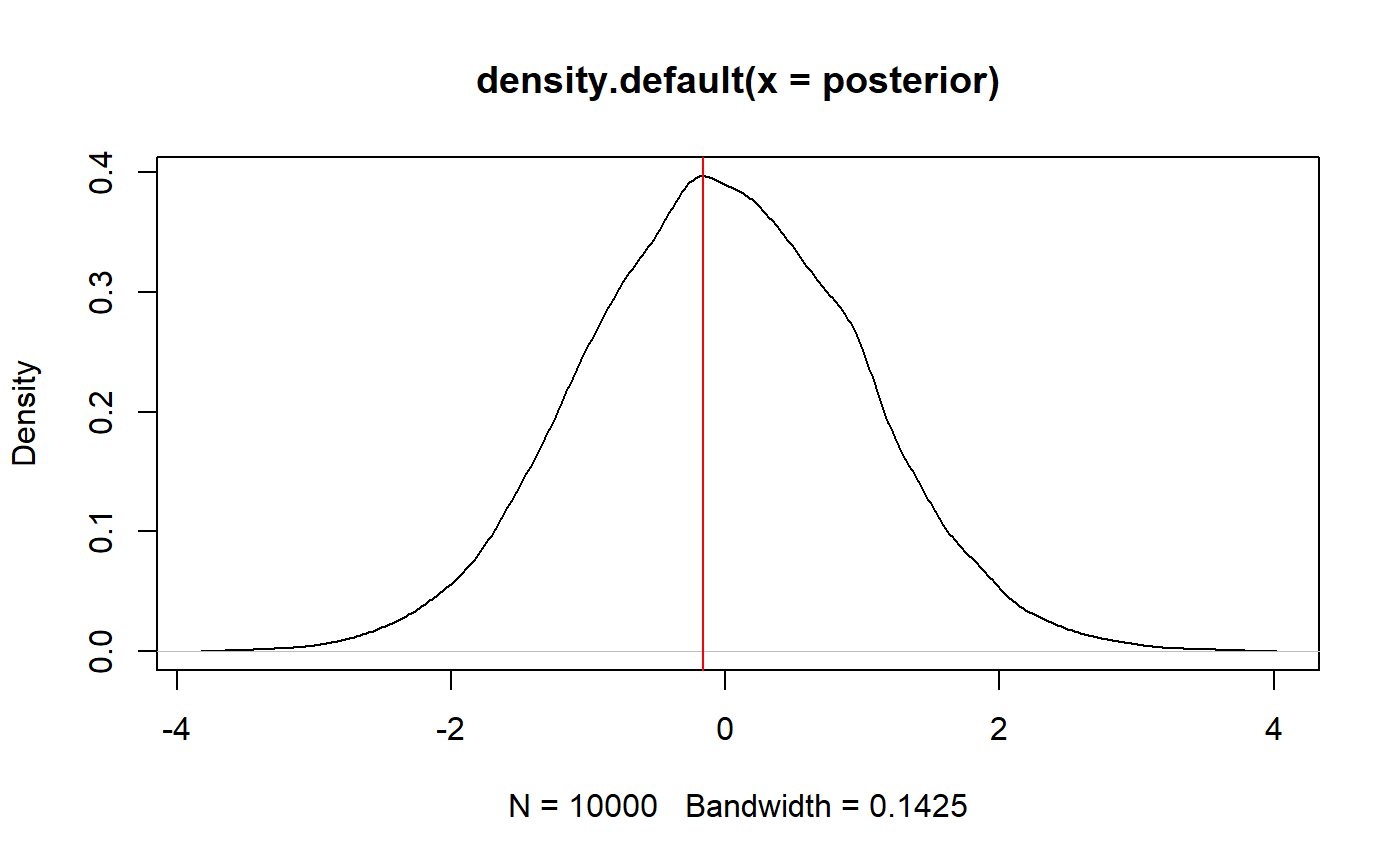 density.default(x = posterior)
Density
0.4
0.3
0.2
0.1
0.0
-4 -2 0 2 4
N = 10000 Bandwidth = 0.1425